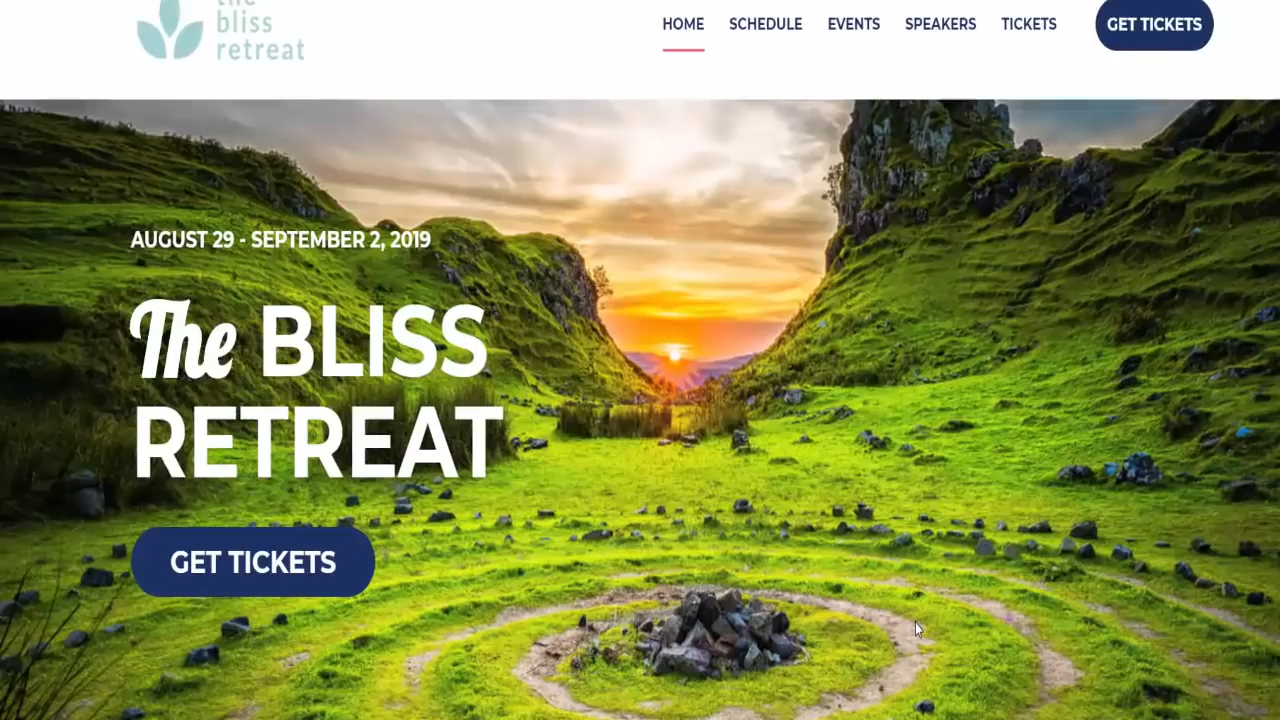 the
bliss
retreat
HOME SCHEDULE EVENTS SPEAKERS TICKETS GET TICKETS
AUGUST 29 - SEPTEMBER 2, 2019
The BLISS
RETREAT
GET TICKETS